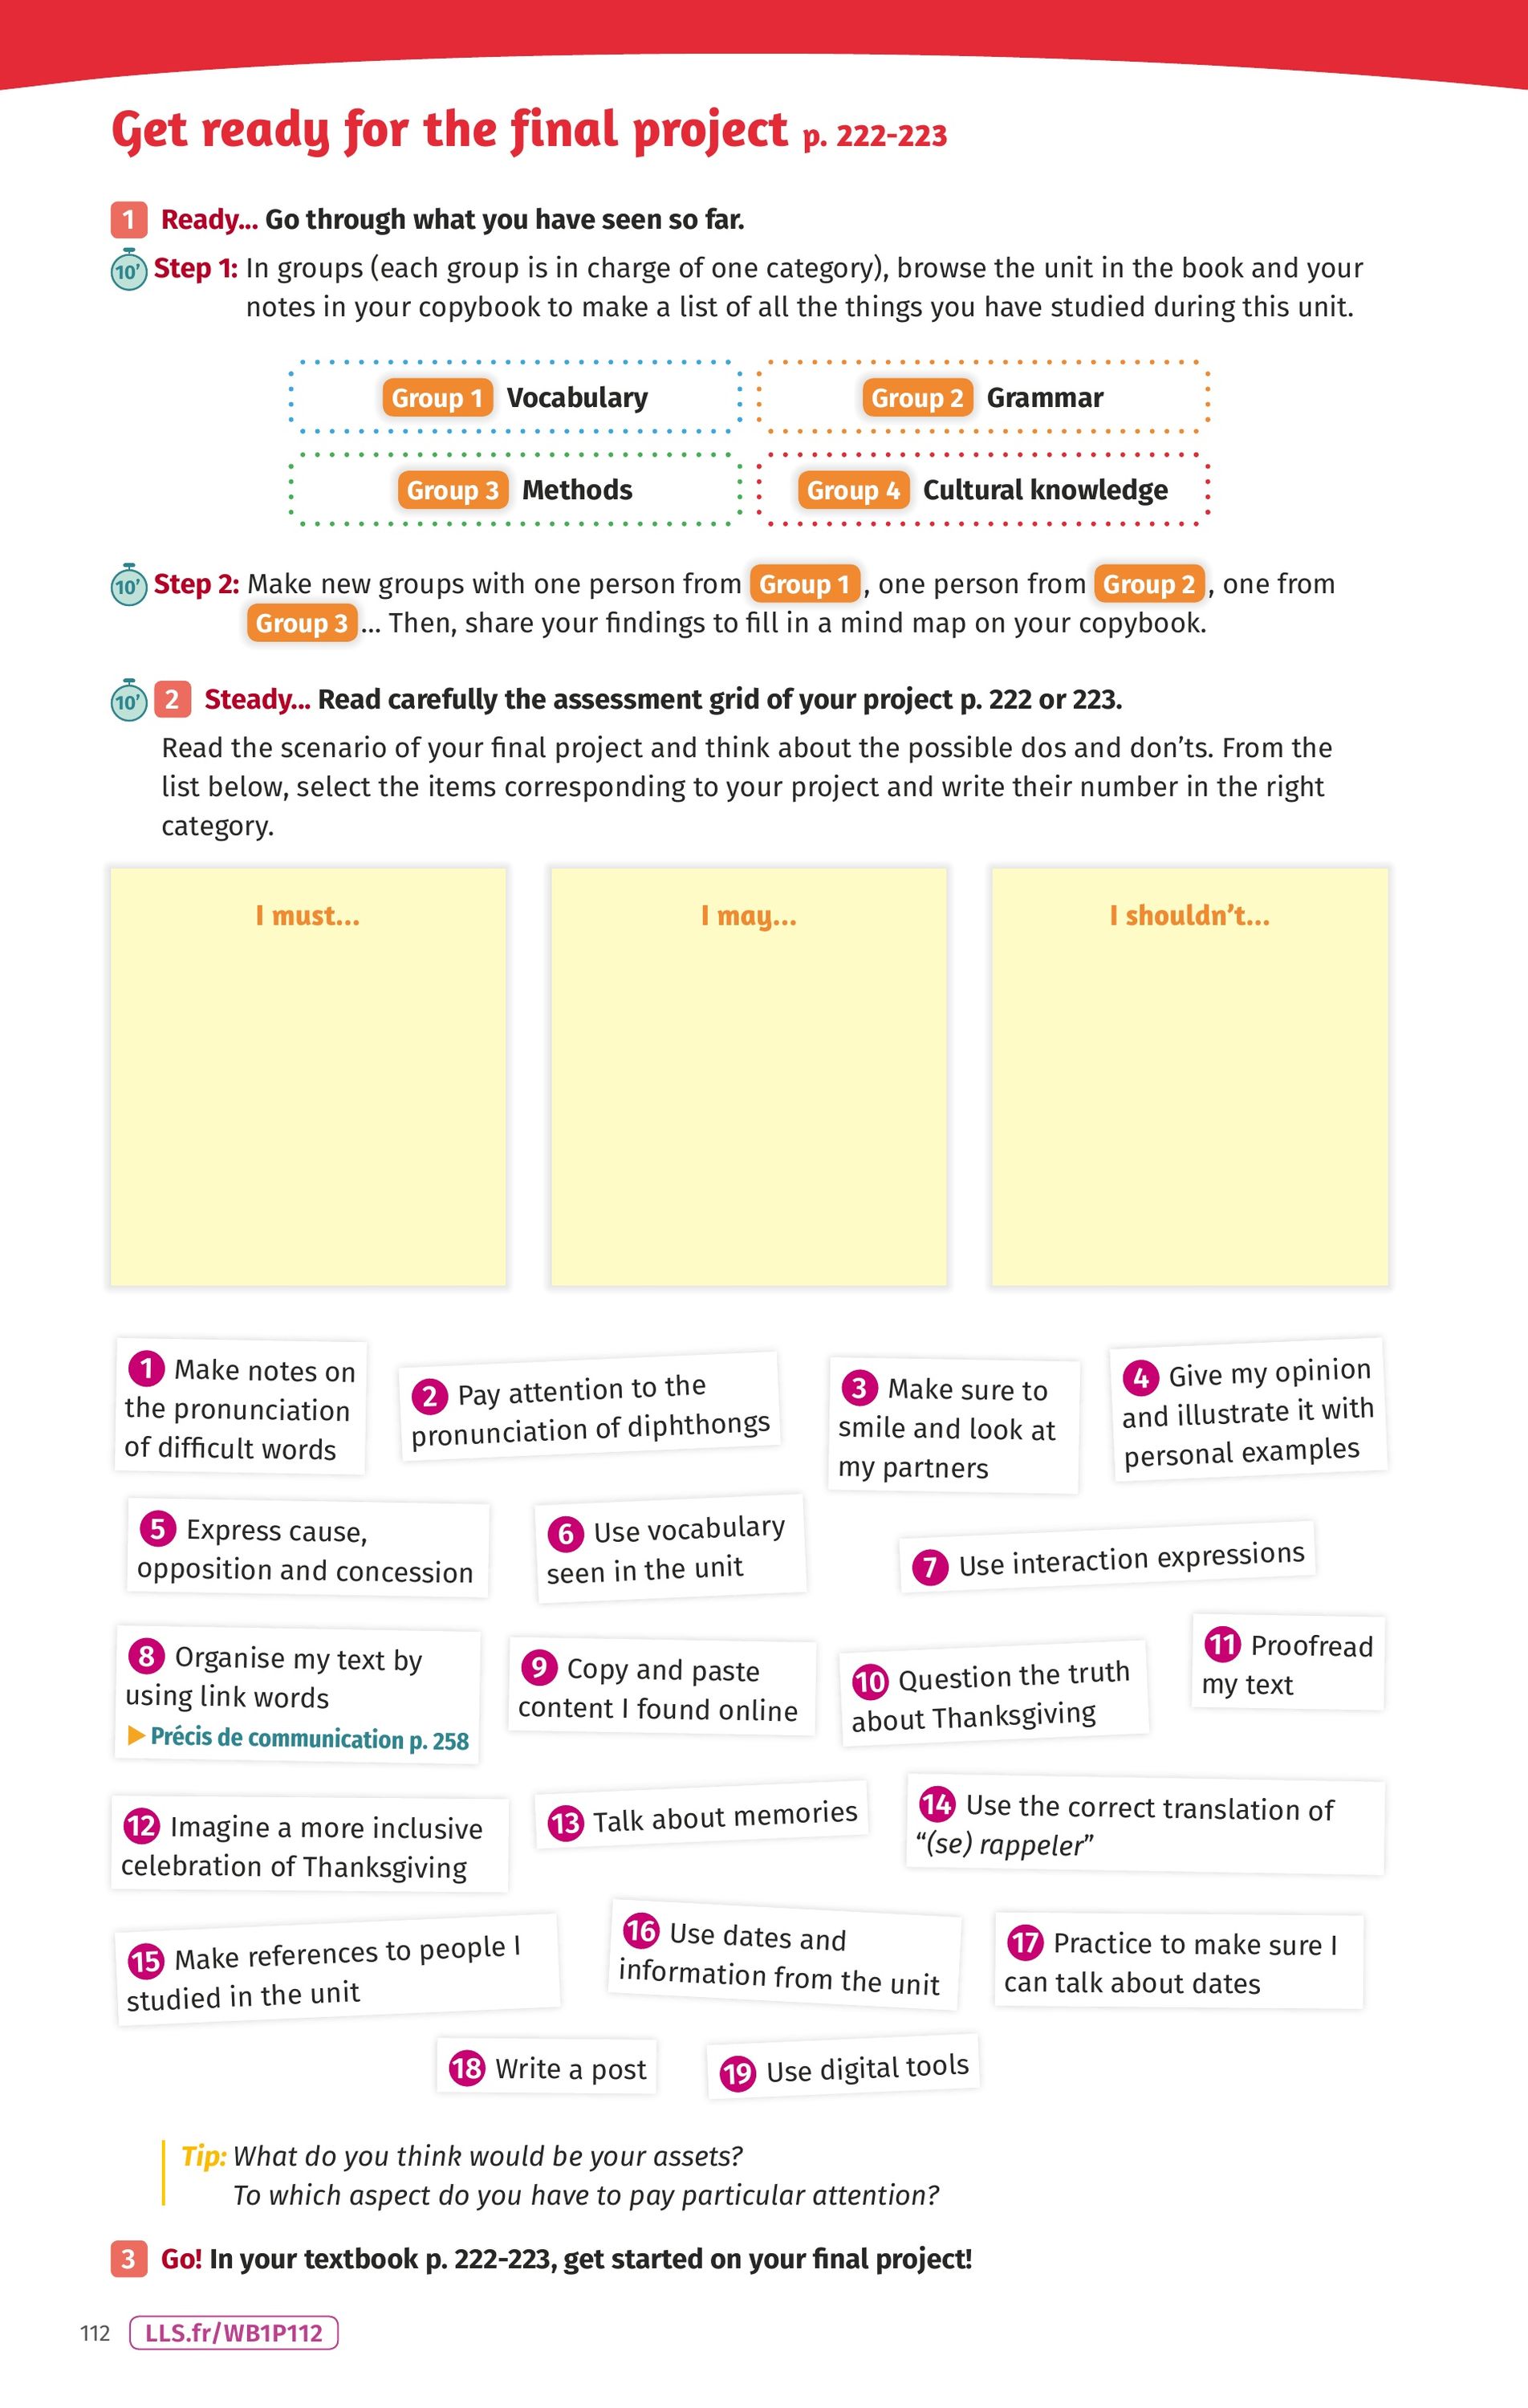 Get ready for the final project p. 222-223
1 Ready... Go through what you have seen so far.
10' Step 1: In groups (each group is in charge of one category), browse the unit in the book and your
notes in your copybook to make a list of all the things you have studied during this unit.
Group 1 Vocabulary
Group 2 Grammar
Group 3 Methods
Group 4 Cultural knowledge
10' Step 2: Make new groups with one person from Group 1, one person from Group 2, one from
Group 3... Then, share your findings to fill in a mind map on your copybook.
10' 2 Steady... Read carefully the assessment grid of your project p. 222 or 223.
Read the scenario of your final project and think about the possible dos and don'ts. From the
list below, select the items corresponding to your project and write their number in the right
category.
I must...
I may...
I shouldn't...
1 Make notes on
the pronunciation
of difficult words
2 Pay attention to the
pronunciation of diphthongs
3 Make sure to
smile and look at
my partners
4 Give my opinion
and illustrate it with
personal examples
5 Express cause,
opposition and concession
6 Use vocabulary
seen in the unit
7 Use interaction expressions
8 Organise my text by
using link words
▶ Précis de communication p. 258
9 Copy and paste
content I found online
10 Question the truth
about Thanksgiving
11 Proofread
my text
12 Imagine a more inclusive
celebration of Thanksgiving
13 Talk about memories
14 Use the correct translation of
“(se) rappeler”
15 Make references to people I
studied in the unit
16 Use dates and
information from the unit
17 Practice to make sure I
can talk about dates
18 Write a post
19 Use digital tools
Tip: What do you think would be your assets?
To which aspect do you have to pay particular attention?
3 Go! In your textbook p. 222-223, get started on your final project!
112 LLS.fr/WB1P112